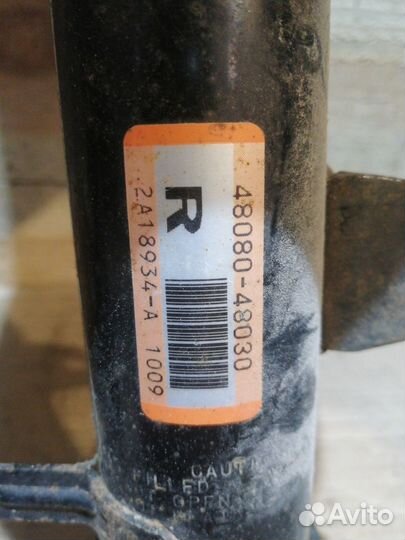 48080-48030
R
2A18934-A 1009
CAUT
FILLED
OPEN
Avito